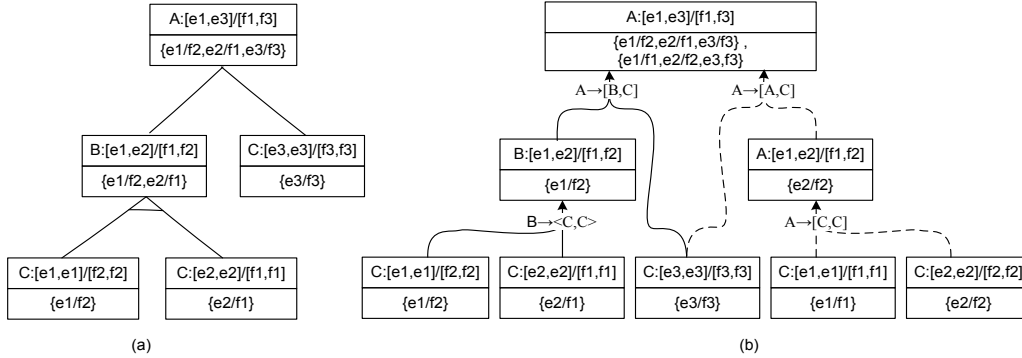 A:[e1,e3]/[f1,f3]
{e1/f2,e2/f1,e3/f3}
B:[e1,e2]/[f1,f2]
{e1/f2,e2/f1}
C:[e3,e3]/[f3,f3]
{e3/f3}
C:[e1,e1]/[f2,f2]
{e1/f2}
C:[e2,e2]/[f1,f1]
{e2/f1}
(a)
A:[e1,e3]/[f1,f3]
{e1/f2,e2/f1,e3/f3} ,
{e1/f1,e2/f2,e3,f3}
A→[B,C]
A→[A,C]
B:[e1,e2]/[f1,f2]
{e1/f2}
A:[e1,e2]/[f1,f2]
{e2/f2}
B→<C,C>
A→[C,C]
C:[e1,e1]/[f2,f2]
{e1/f2}
C:[e2,e2]/[f1,f1]
{e2/f1}
C:[e3,e3]/[f3,f3]
{e3/f3}
C:[e1,e1]/[f1,f1]
{e1/f1}
C:[e2,e2]/[f2,f2]
{e2/f2}
(b)